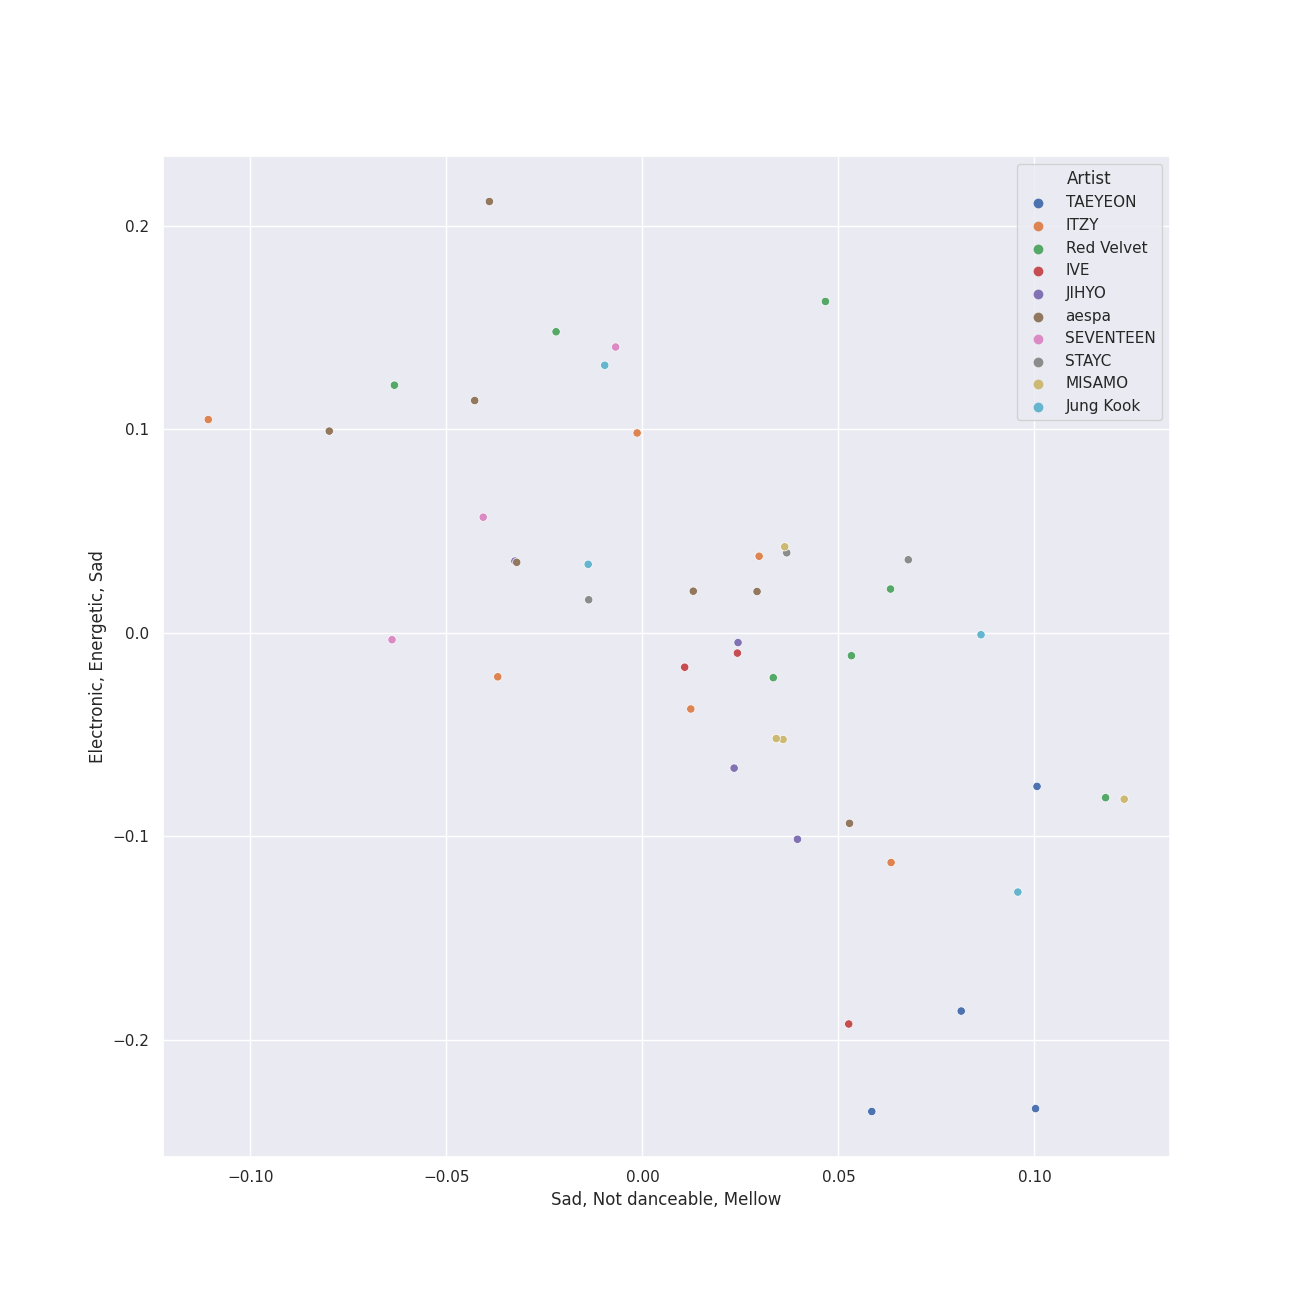 Artist
TAEYEON
ITZY
Red Velvet
IVE
JIHYO
aespa
SEVENTEEN
STAYC
MISAMO
Jung Kook
0.2
0.1
0.0
−0.1
−0.2
Electronic, Energetic, Sad
−0.10
−0.05
0.00
0.05
0.10
Sad, Not danceable, Mellow